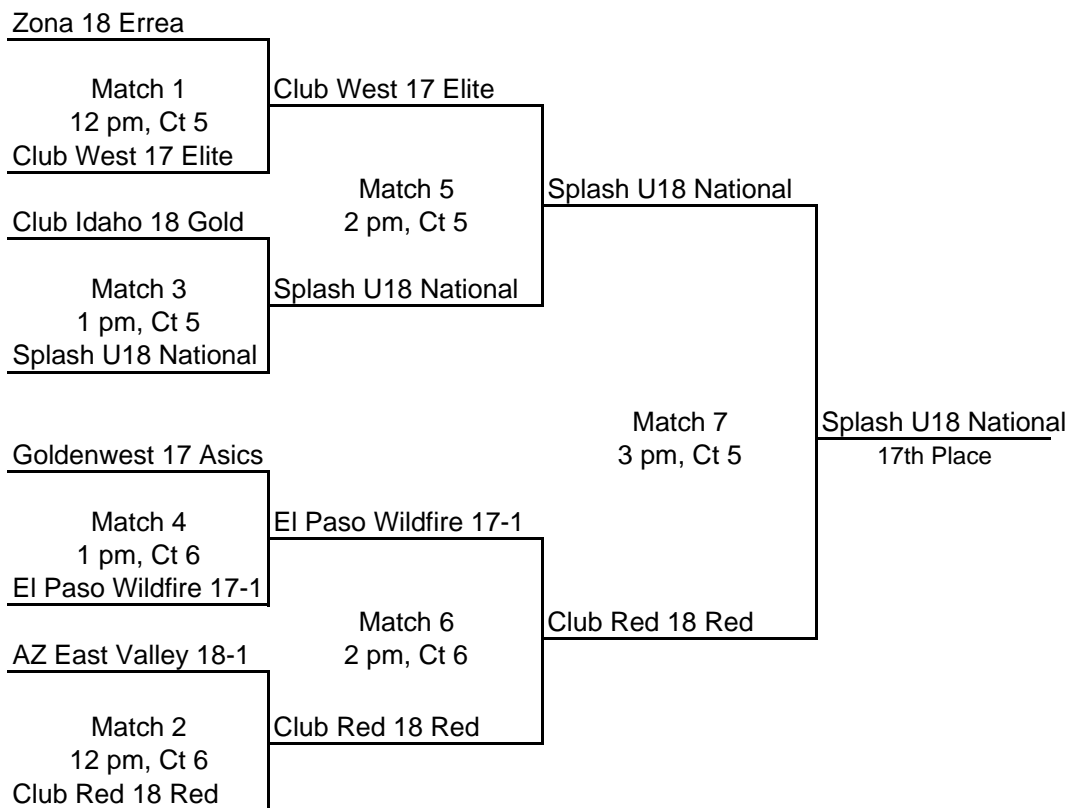 Zona 18 Errea
Match 1
12 pm, Ct 5
Club West 17 Elite
Club West 17 Elite
Match 5
2 pm, Ct 5
Splash U18 National
Club Idaho 18 Gold
Match 3
1 pm, Ct 5
Splash U18 National
Splash U18 National
Match 7
3 pm, Ct 5
Splash U18 National
17th Place
Goldenwest 17 Asics
Match 4
1 pm, Ct 6
El Paso Wildfire 17-1
El Paso Wildfire 17-1
Match 6
2 pm, Ct 6
Club Red 18 Red
AZ East Valley 18-1
Match 2
12 pm, Ct 6
Club Red 18 Red
Club Red 18 Red